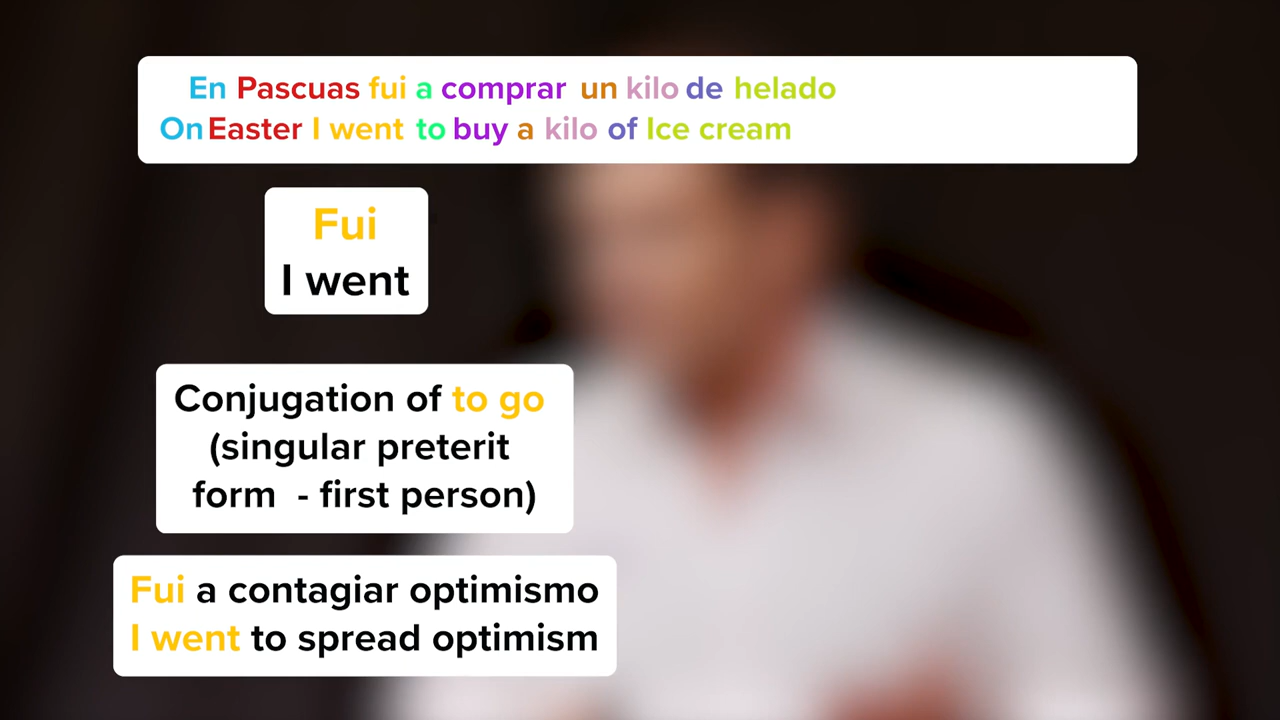 En Pascuas fui a comprar un kilo de helado
On Easter I went to buy a kilo of Ice cream
Fui
I went
Conjugation of to go
(singular preterit
form - first person)
Fui a contagiar optimismo
I went to spread optimism